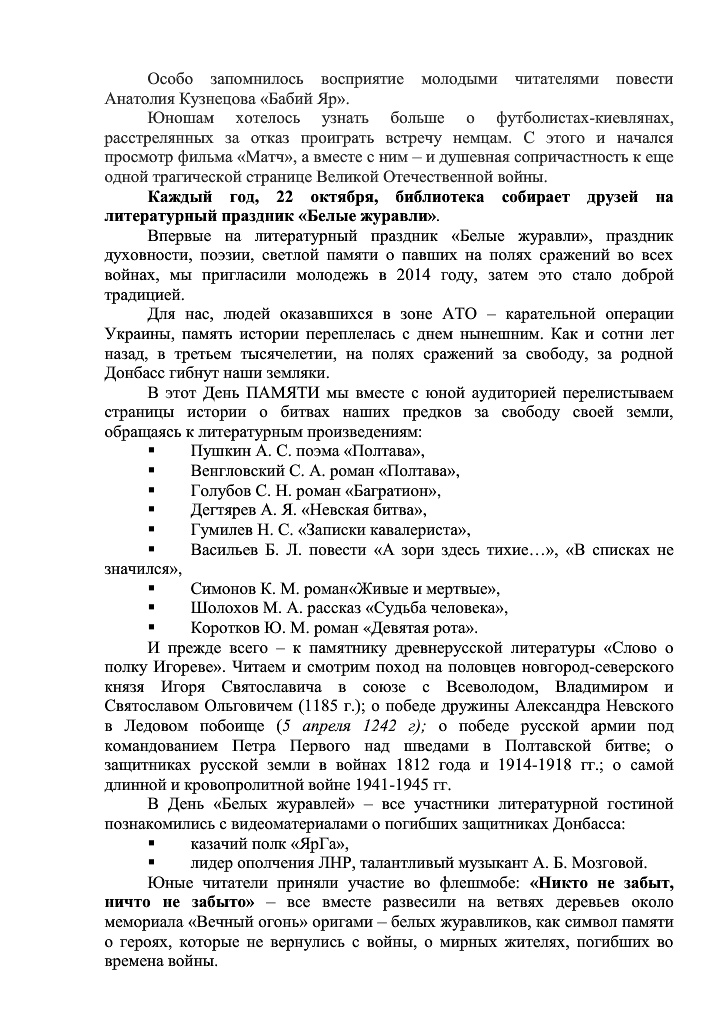 Особо запомнилось восприятие молодыми читателями повести
Анатолия Кузнецова «Бабий Яр».
Юношам хотелось узнать больше о футболистах-киевлянах,
расстрелянных за отказ проиграть встречу немцам. С этого и начался
просмотр фильма «Матч», а вместе с ним – и душевная сопричастность к еще
одной трагической странице Великой Отечественной войны.
Каждый год, 22 октября, библиотека собирает друзей на
литературный праздник «Белые журавли».
Впервые на литературный праздник «Белые журавли», праздник
духовности, поэзии, светлой памяти о павших на полях сражений во всех
войнах, мы пригласили молодежь в 2014 году, затем это стало доброй
традицией.
Для нас, людей оказавшихся в зоне АТО – карательной операции
Украины, память истории переплелась с днем нынешним. Как и сотни лет
назад, в третьем тысячелетии, на полях сражений за свободу, за родной
Донбасс гибнут наши земляки.
В этот День ПАМЯТИ мы вместе с юной аудиторией перелистываем
страницы истории о битвах наших предков за свободу своей земли,
обращаясь к литературным произведениям:
▪ Пушкин А. С. поэма «Полтава»,
▪ Венгловский С. А. роман «Полтава»,
▪ Голубов С. Н. роман «Багратион»,
▪ Дегтярев А. Я. «Невская битва»,
▪ Гумилев Н. С. «Записки кавалериста»,
▪ Васильев Б. Л. повести «А зори здесь тихие…», «В списках не
значился»,
▪ Симонов К. М. роман«Живые и мертвые»,
▪ Шолохов М. А. рассказ «Судьба человека»,
▪ Коротков Ю. М. роман «Девятая рота».
И прежде всего – к памятнику древнерусской литературы «Слово о
полку Игореве». Читаем и смотрим поход на половцев новгород-северского
князя Игоря Святославича в союзе с Всеволодом, Владимиром и
Святославом Ольговичем (1185 г.); о победе дружины Александра Невского
в Ледовом побоище (5 апреля 1242 г); о победе русской армии под
командованием Петра Первого над шведами в Полтавской битве; о
защитниках русской земли в войнах 1812 года и 1914-1918 гг.; о самой
длинной и кровопролитной войне 1941-1945 гг.
В День «Белых журавлей» – все участники литературной гостиной
познакомились с видеоматериалами о погибших защитниках Донбасса:
▪ казачий полк «ЯрГа»,
▪ лидер ополчения ЛНР, талантливый музыкант А. Б. Мозговой.
Юные читатели приняли участие во флешмобе: «Никто не забыт,
ничто не забыто» – все вместе развесили на ветвях деревьев около
мемориала «Вечный огонь» оригами – белых журавликов, как символ памяти
о героях, которые не вернулись с войны, о мирных жителях, погибших во
времена войны.